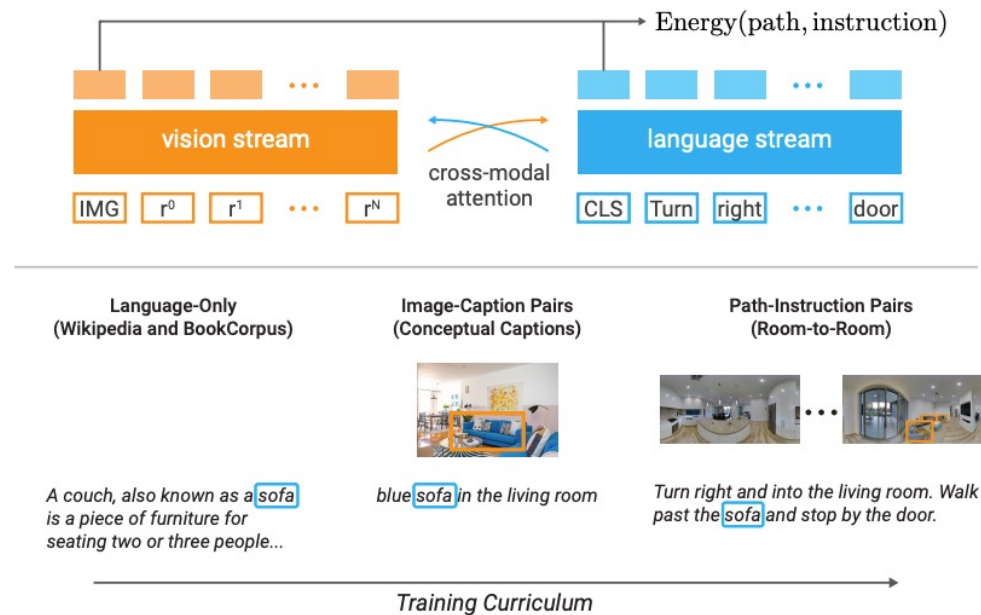 Energy(path, instruction)
vision stream
language stream
cross-modal
attention
IMG r⁰ r¹ ··· rᴺ
CLS Turn right ··· door
Language-Only
(Wikipedia and BookCorpus)
Image-Caption Pairs
(Conceptual Captions)
Path-Instruction Pairs
(Room-to-Room)
A couch, also known as a sofa
is a piece of furniture for
seating two or three people...
blue sofa in the living room
Turn right and into the living room. Walk
past the sofa and stop by the door.
Training Curriculum